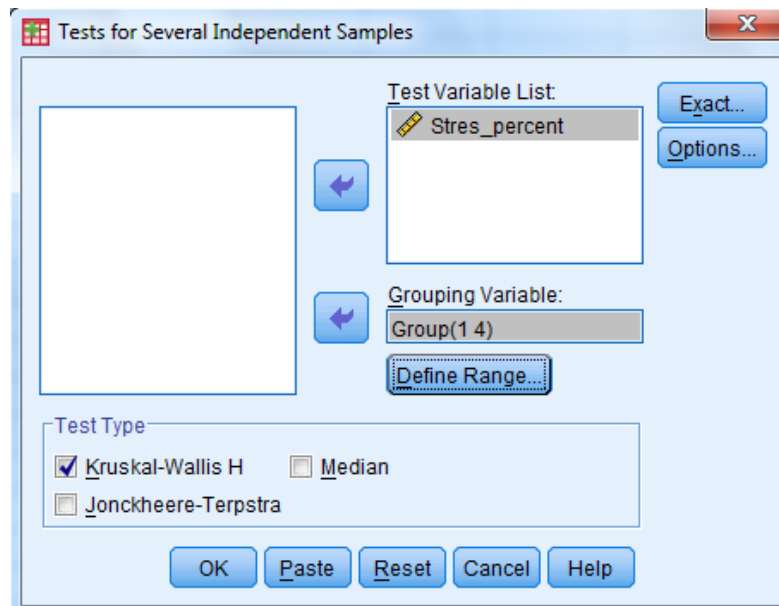 Tests for Several Independent Samples
Test Variable List:
Stres_percent
Exact...
Options...
Grouping Variable:
Group(1 4)
Define Range...
Test Type
Kruskal-Wallis H
Median
Jonckheere-Terpstra
OK
Paste
Reset
Cancel
Help